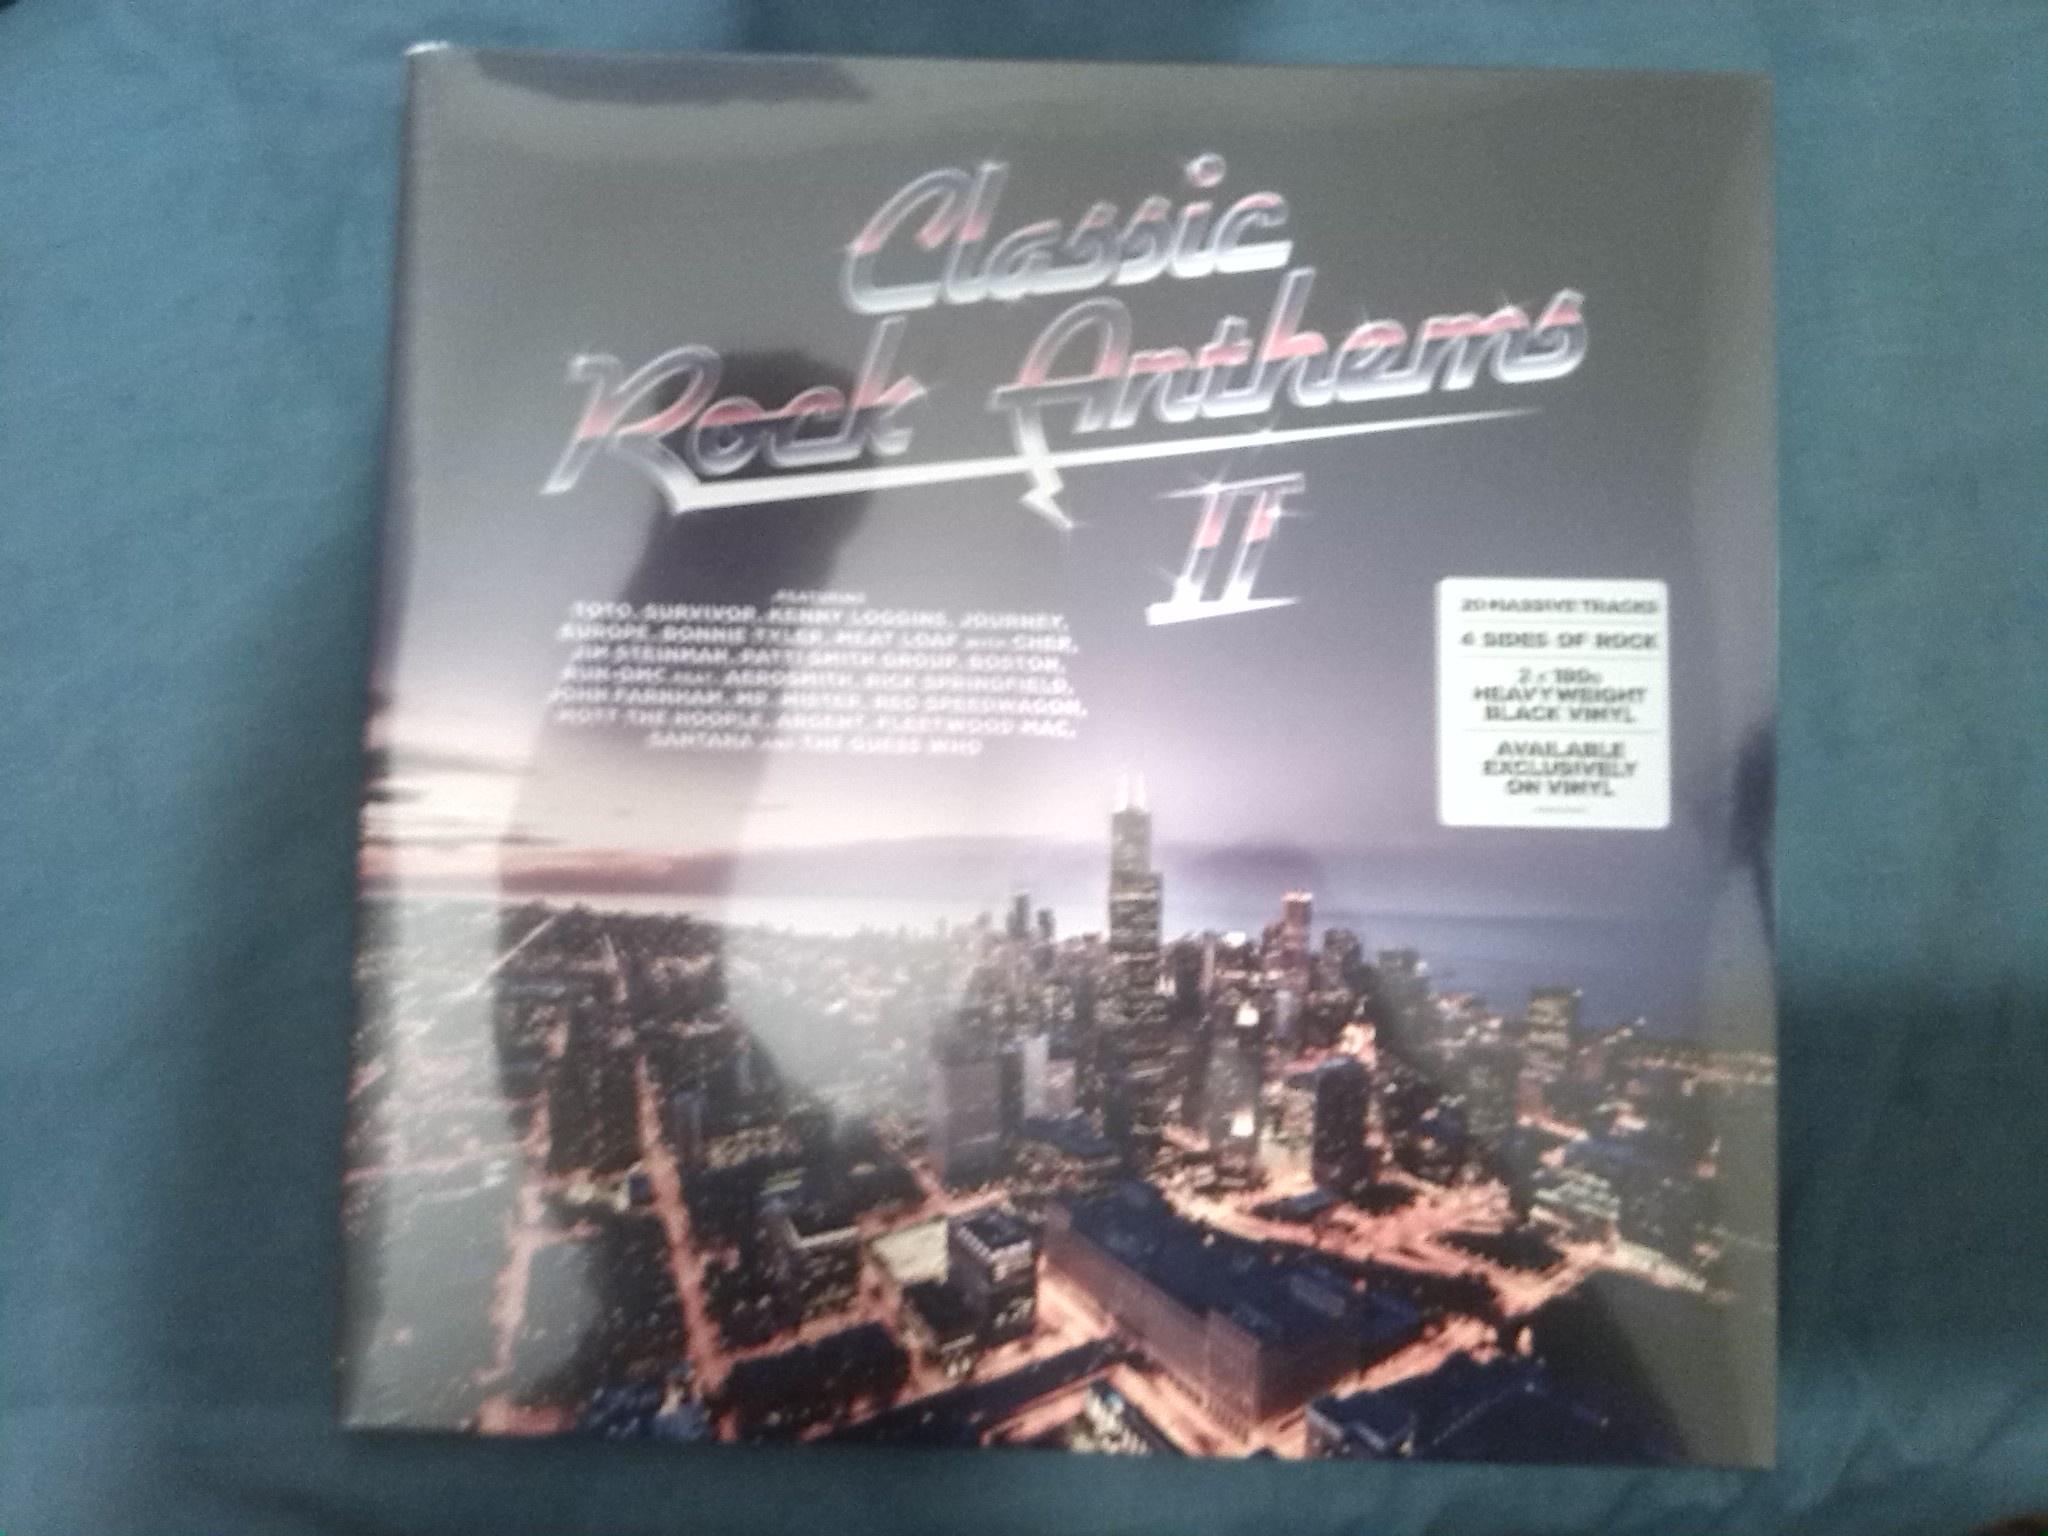 Classic
Rock Anthems
II
FEATURING
TOTO, SURVIVOR, KENNY LOGGINS, JOURNEY,
EUROPE, BONNIE TYLER, MEAT LOAF WITH CHER,
JIM STEINMAN, PATTI SMITH GROUP, BOSTON,
RUN-DMC FEAT. AEROSMITH, RICK SPRINGFIELD,
JOHN FARNHAM, MR. MISTER, REO SPEEDWAGON,
MOTT THE HOOPLE, ARGENT, FLEETWOOD MAC,
SANTANA AND THE GUESS WHO
20 MASSIVE TRACKS
4 SIDES OF ROCK
2 x 180g
HEAVYWEIGHT
BLACK VINYL
AVAILABLE
EXCLUSIVELY
ON VINYL